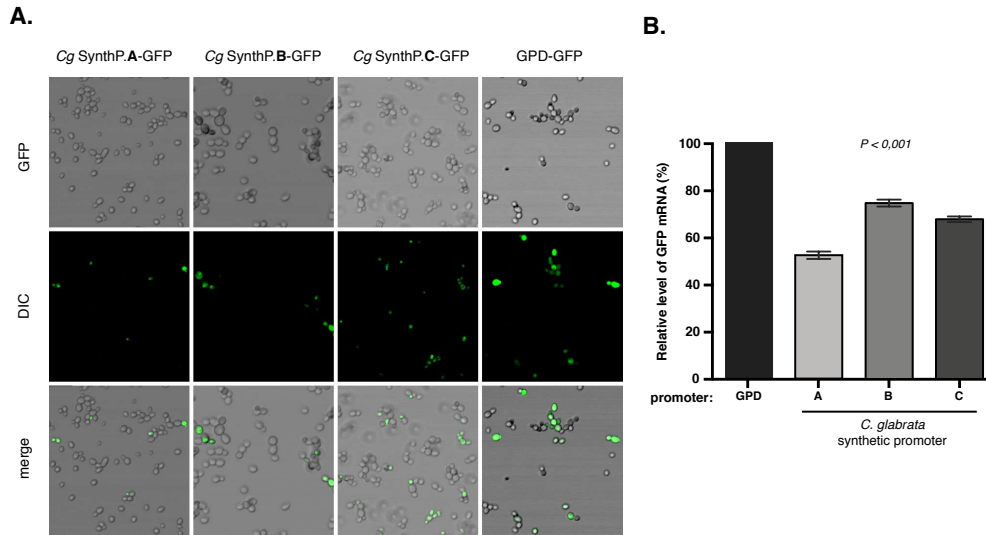 A.
Cg SynthP.A-GFP
Cg SynthP.B-GFP
Cg SynthP.C-GFP
GPD-GFP
GFP
DIC
merge
B.
P < 0,001
Relative level of GFP mRNA (%)
100
80
60
40
20
0
promoter: GPD A B C
C. glabrata
synthetic promoter